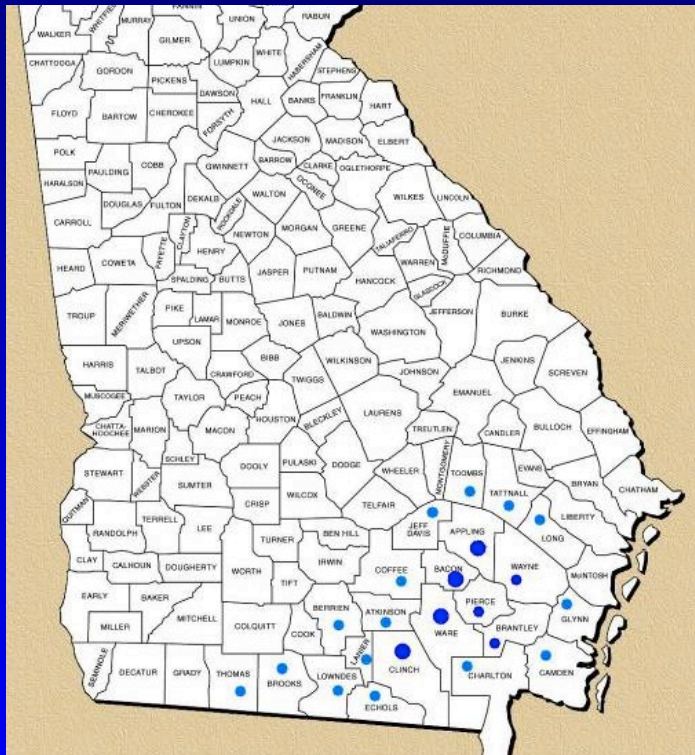 FANNIN
UNION
RABUN
WALKER
WHITFIELD
MURRAY
GILMER
WHITE
HABERSHAM
LUMPKIN
STEPHENS
CHATTOOGA
GORDON
PICKENS
DAWSON
BANKS
FRANKLIN
HALL
HART
FLOYD
BARTOW
CHEROKEE
FORSYTH
JACKSON
MADISON
ELBERT
POLK
PAULDING
COBB
GWINNETT
BARROW
CLARKE
OGLETHORPE
HARALSON
OCONEE
DOUGLAS
FULTON
DEKALB
WALTON
WILKES
LINCOLN
CARROLL
CLAYTON
ROCKDALE
NEWTON
MORGAN
GREENE
TALIAFERRO
McDUFFIE
COLUMBIA
HEARD
COWETA
FAYETTE
HENRY
WARREN
RICHMOND
SPALDING
BUTTS
JASPER
PUTNAM
HANCOCK
GLASCOCK
TROUP
MERIWETHER
PIKE
LAMAR
MONROE
JONES
BALDWIN
JEFFERSON
BURKE
UPSON
WASHINGTON
HARRIS
TALBOT
CRAWFORD
BIBB
TWIGGS
WILKINSON
JOHNSON
JENKINS
SCREVEN
MUSCOGEE
TAYLOR
PEACH
EMANUEL
CHATTA-
HOOCHEE
MARION
MACON
HOUSTON
BLECKLEY
LAURENS
TREUTLEN
CANDLER
BULLOCH
EFFINGHAM
SCHLEY
DOOLY
PULASKI
DODGE
WHEELER
MONTGOMERY
TOOMBS
EVANS
STEWART
WEBSTER
SUMTER
BRYAN
CHATHAM
QUITMAN
CRISP
WILCOX
TELFAIR
TATTNALL
LIBERTY
RANDOLPH
TERRELL
LEE
TURNER
BEN HILL
JEFF
DAVIS
APPLING
LONG
CLAY
CALHOUN
DOUGHERTY
WORTH
IRWIN
COFFEE
BACON
WAYNE
McINTOSH
TIFT
EARLY
BAKER
MITCHELL
BERRIEN
ATKINSON
PIERCE
GLYNN
MILLER
COLQUITT
COOK
WARE
BRANTLEY
SEMINOLE
DECATUR
GRADY
THOMAS
BROOKS
LOWNDES
LANIER
CLINCH
CHARLTON
CAMDEN
ECHOLS